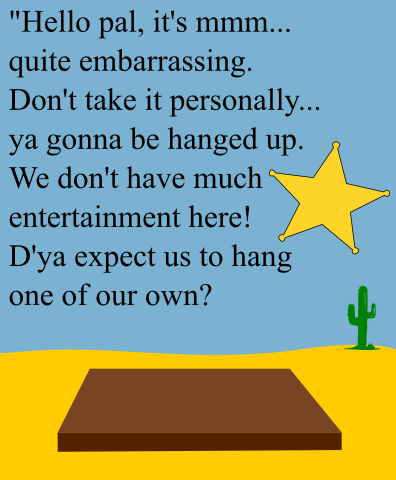 "Hello pal, it's mmm...
quite embarrassing.
Don't take it personally...
ya gonna be hanged up.
We don't have much
entertainment here!
D'ya expect us to hang
one of our own?